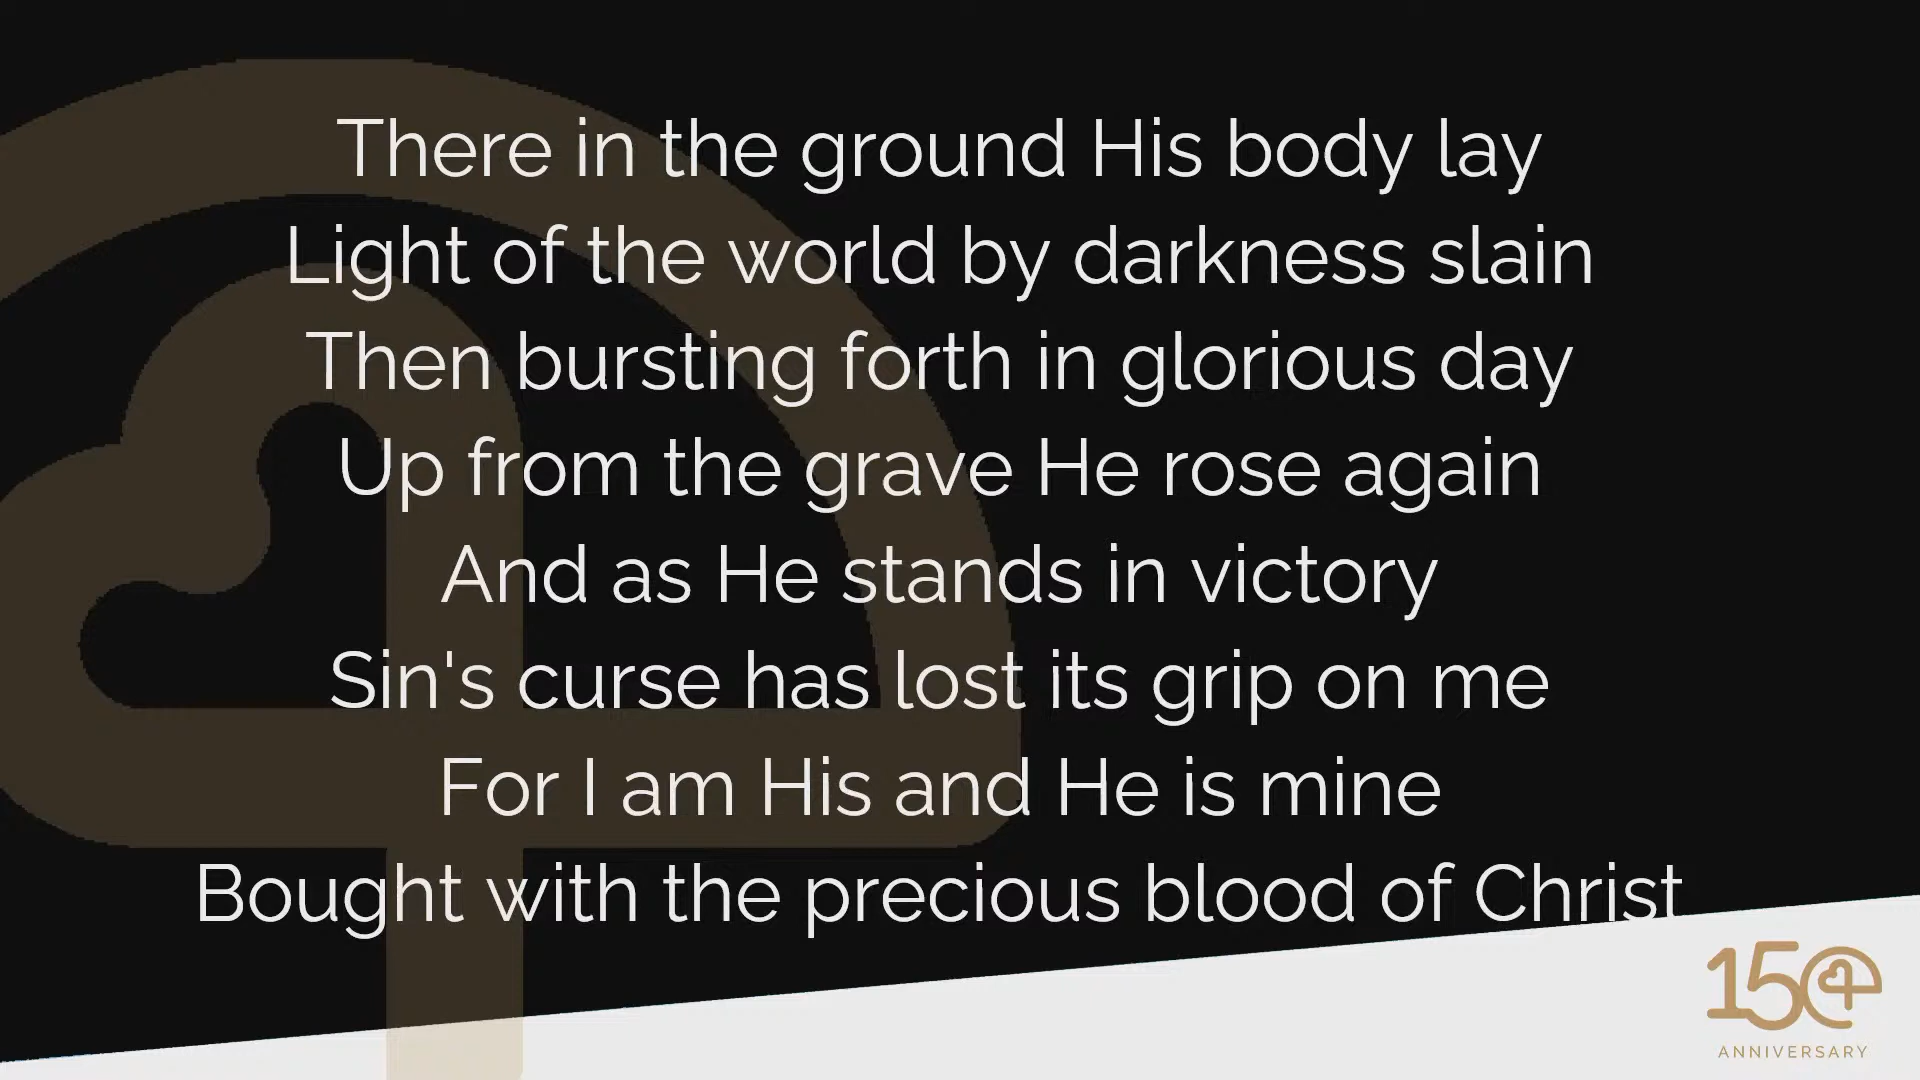 There in the ground His body lay
Light of the world by darkness slain
Then bursting forth in glorious day
Up from the grave He rose again
And as He stands in victory
Sin's curse has lost its grip on me
For I am His and He is mine
Bought with the precious blood of Christ
150
ANNIVERSARY